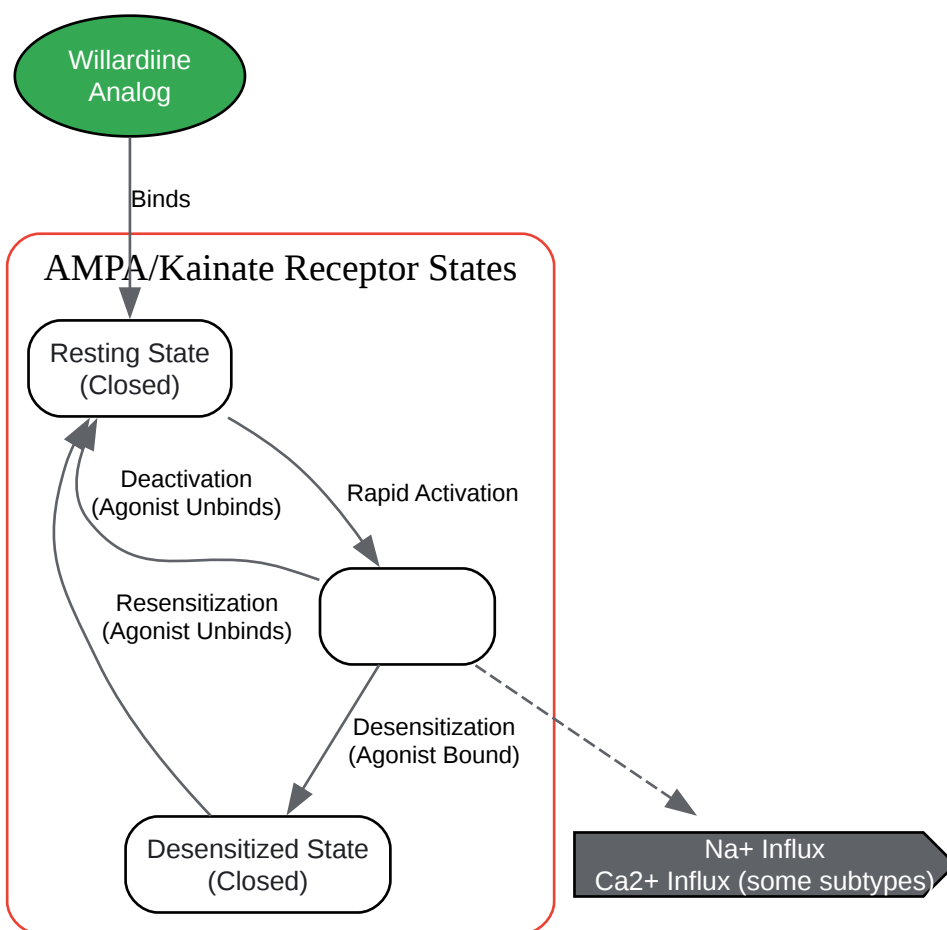 Willardiine
Analog
Binds
AMPA/Kainate Receptor States
Resting State
(Closed)
Deactivation
(Agonist Unbinds)
Rapid Activation
Resensitization
(Agonist Unbinds)
Desensitization
(Agonist Bound)
Desensitized State
(Closed)
Na+ Influx
Ca2+ Influx (some subtypes)